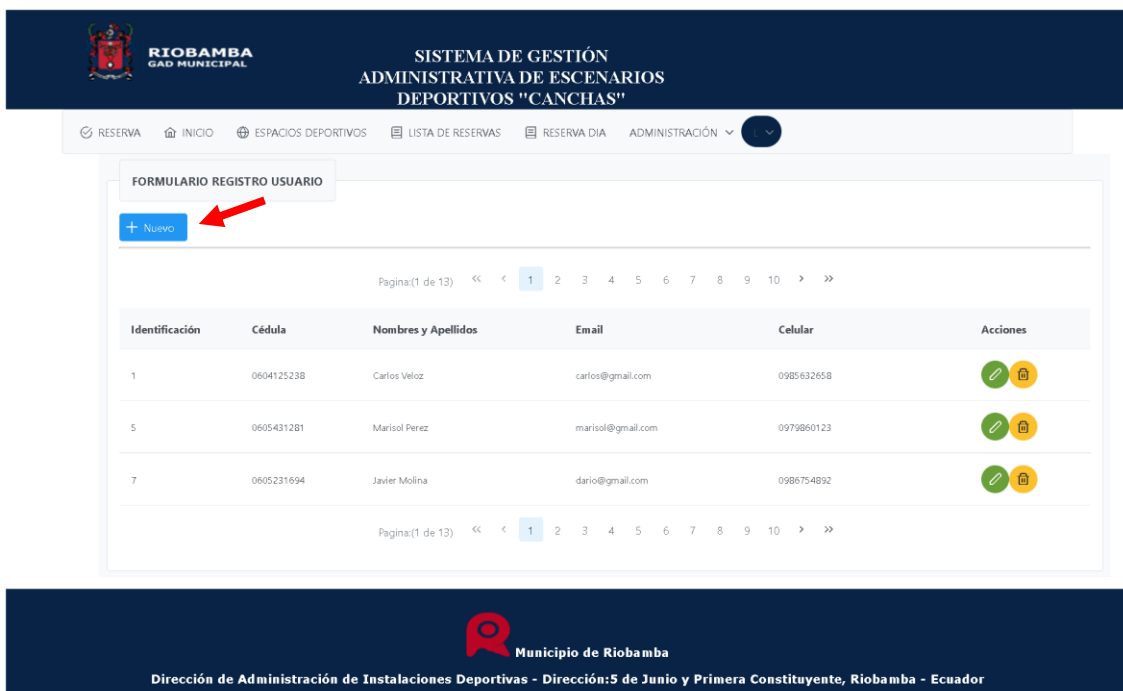 RIOBAMBA
GAD MUNICIPAL
SISTEMA DE GESTIÓN
ADMINISTRATIVA DE ESCENARIOS
DEPORTIVOS "CANCHAS"
RESERVA INICIO ESPACIOS DEPORTIVOS LISTA DE RESERVAS RESERVA DIA ADMINISTRACIÓN
FORMULARIO REGISTRO USUARIO
+ Nuevo
Pagina:(1 de 13) << < 1 2 3 4 5 6 7 8 9 10 > >>
Identificación Cédula Nombres y Apellidos Email Celular Acciones
1 0604125238 Carlos Veloz carlos@gmail.com 0985632658
5 0605431281 Marisol Perez marisol@gmail.com 0979860123
7 0605231694 Javier Molina dario@gmail.com 0986754892
Pagina:(1 de 13) << < 1 2 3 4 5 6 7 8 9 10 > >>
Municipio de Riobamba
Dirección de Administración de Instalaciones Deportivas - Dirección:5 de Junio y Primera Constituyente, Riobamba - Ecuador